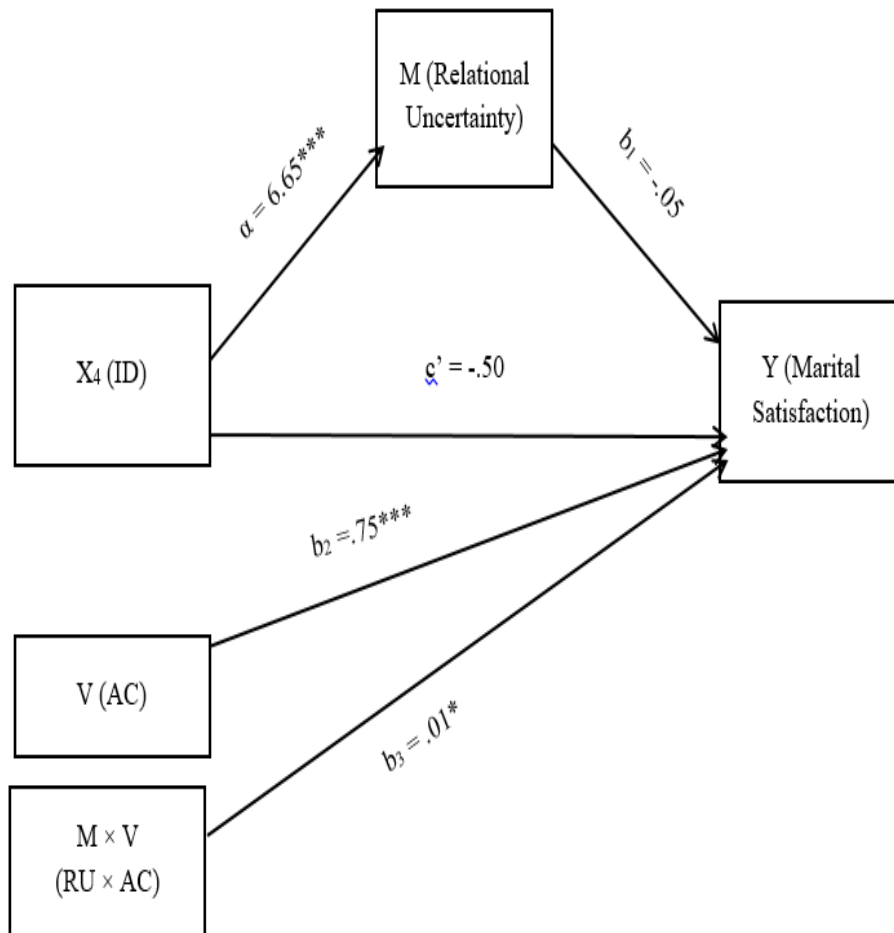 M (Relational
Uncertainty)
α = 6.65***
b₁ = -.05
X₄ (ID)
c’ = -.50
Y (Marital
Satisfaction)
b₂ =.75***
V (AC)
b₃ = .01*
M × V
(RU × AC)